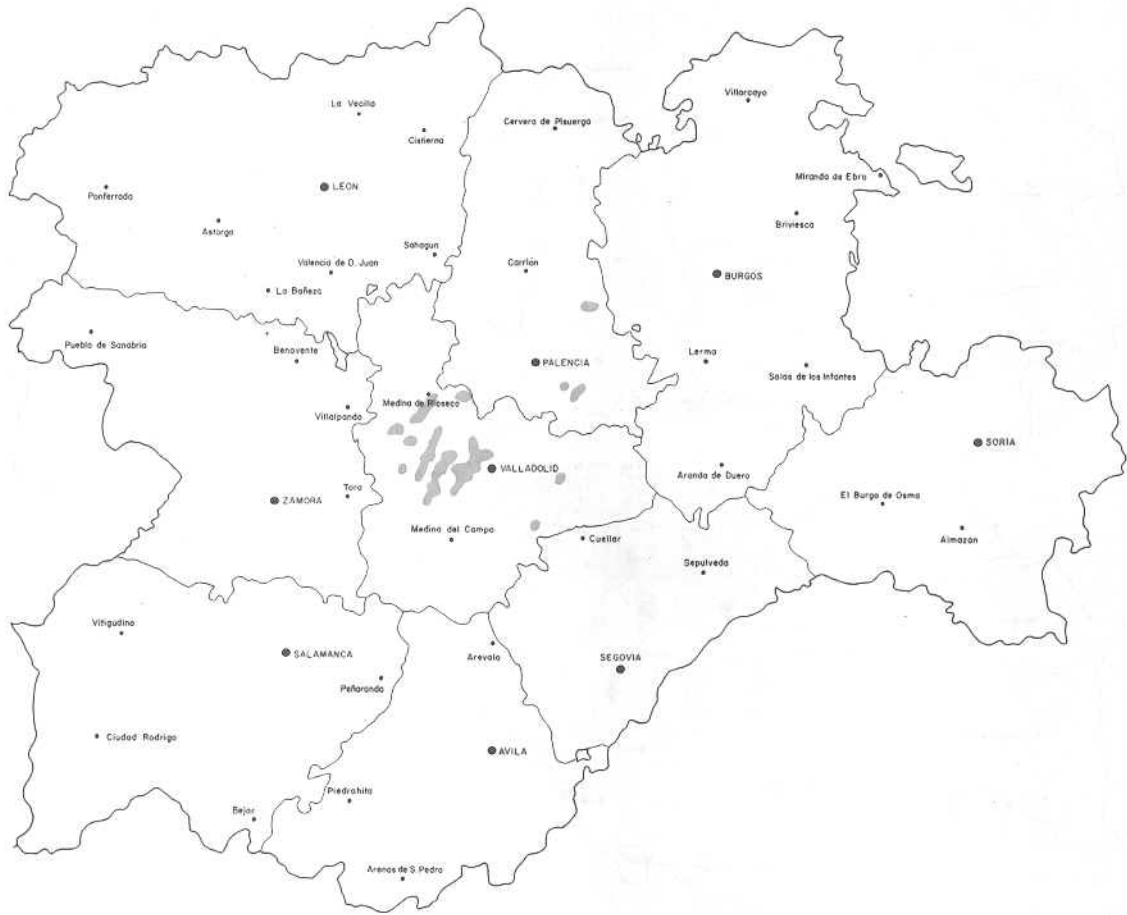 Villarcayo
La Vecilla
Cervera de Pisuerga
Cistierna
Miranda de Ebro
Ponferrada
LEON
Briviesca
Astorga
Sahagun
Valencia de D. Juan
Carrión
BURGOS
La Bañeza
Puebla de Sanabria
Benavente
PALENCIA
Lerma
Salas de los Infantes
Medina de Rioseco
Villalpando
SORIA
VALLADOLID
Aranda de Duero
Toro
ZAMORA
El Burgo de Osma
Medina del Campo
Cuellar
Almazan
Sepulveda
Vitigudino
SALAMANCA
Arevalo
SEGOVIA
Peñaranda
Ciudad Rodrigo
AVILA
Piedrahita
Bejar
Arenas de S. Pedro